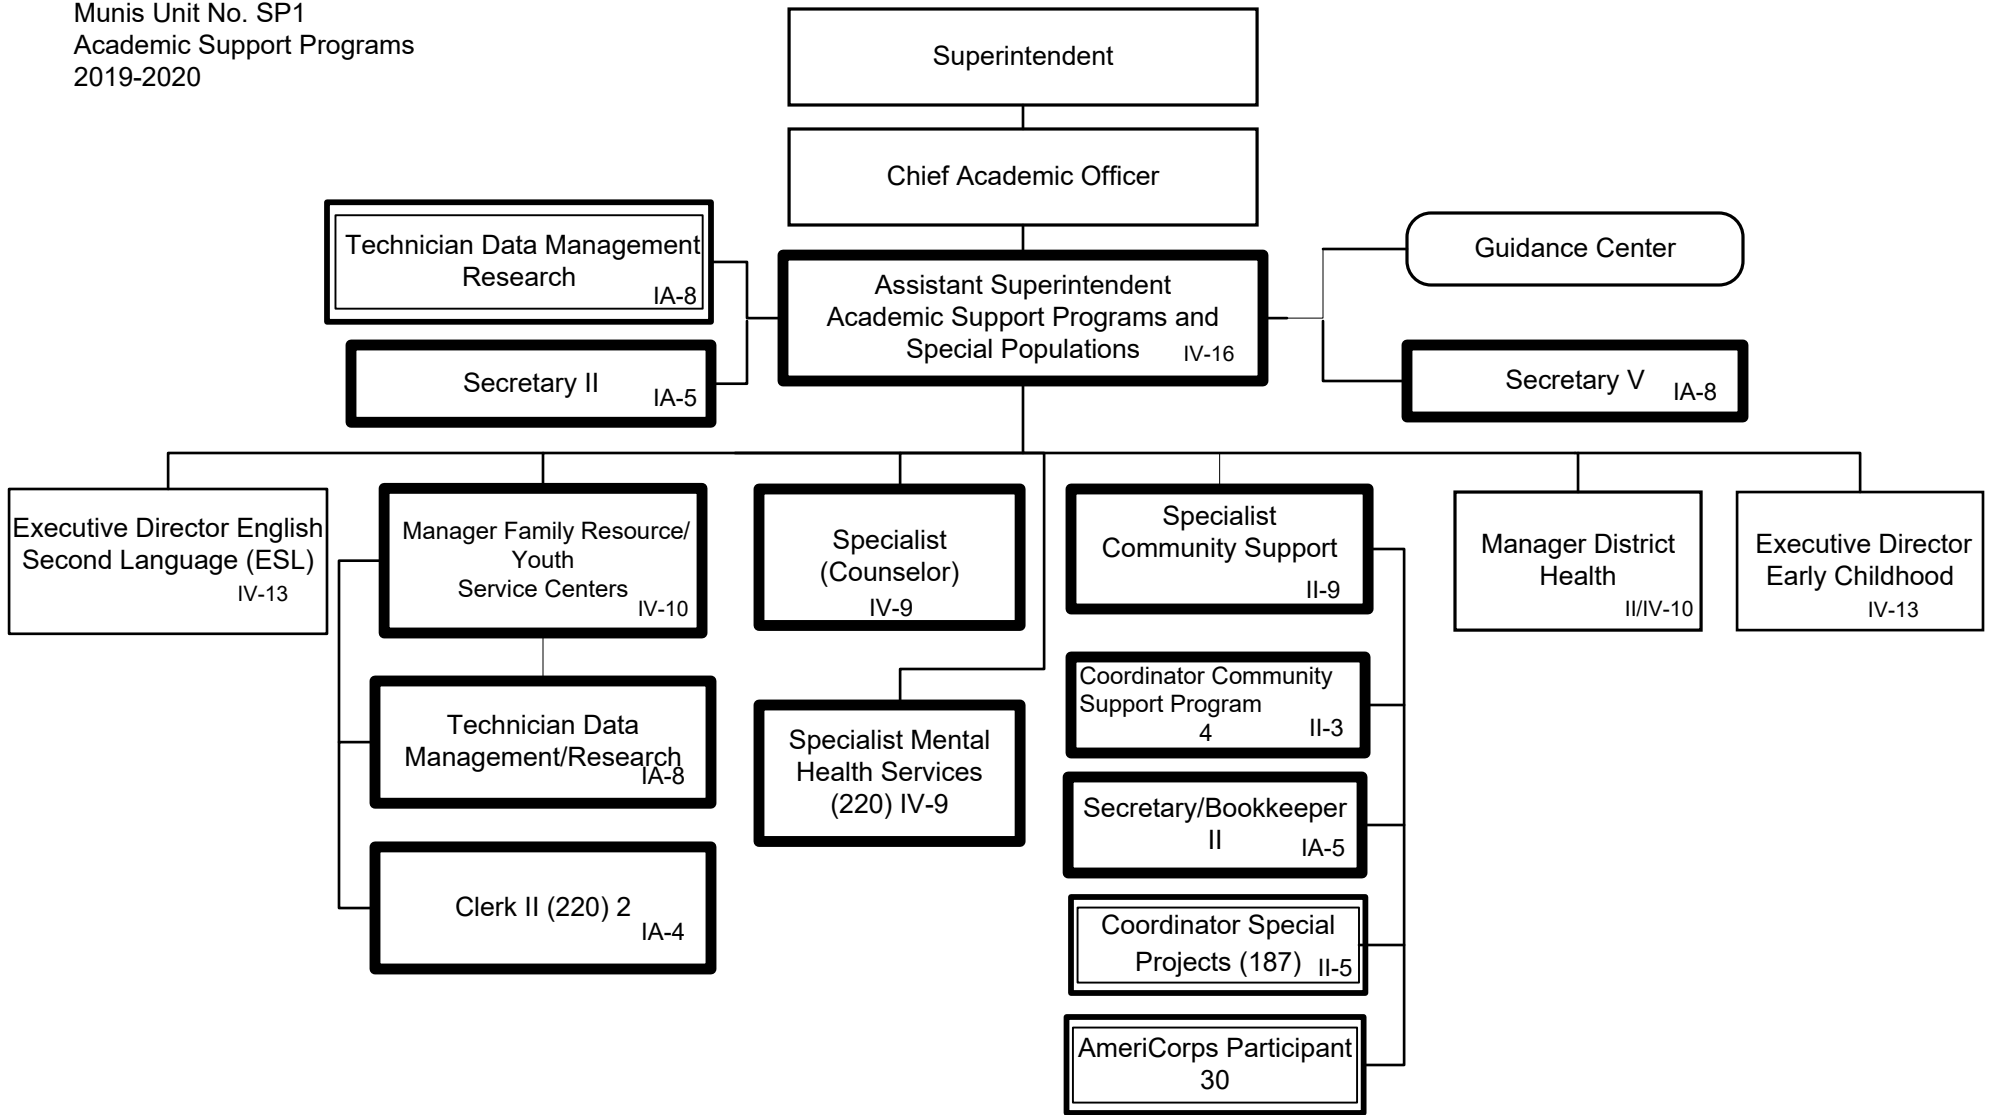 Munis Unit No. SP1
Academic Support Programs
2019-2020
Superintendent
Chief Academic Officer
Technician Data Management
Research
IA-8
Guidance Center
Assistant Superintendent
Academic Support Programs and
Special Populations IV-16
Secretary II
IA-5
Secretary V IA-8
Executive Director English
Second Language (ESL)
IV-13
Manager Family Resource/
Youth
Service Centers
IV-10
Specialist
(Counselor)
IV-9
Specialist
Community Support
II-9
Manager District
Health
II/IV-10
Executive Director
Early Childhood
IV-13
Technician Data
Management/Research
IA-8
Specialist Mental
Health Services
(220) IV-9
Coordinator Community
Support Program
4 II-3
Secretary/Bookkeeper
II IA-5
Clerk II (220) 2
IA-4
Coordinator Special
Projects (187) II-5
AmeriCorps Participant
30